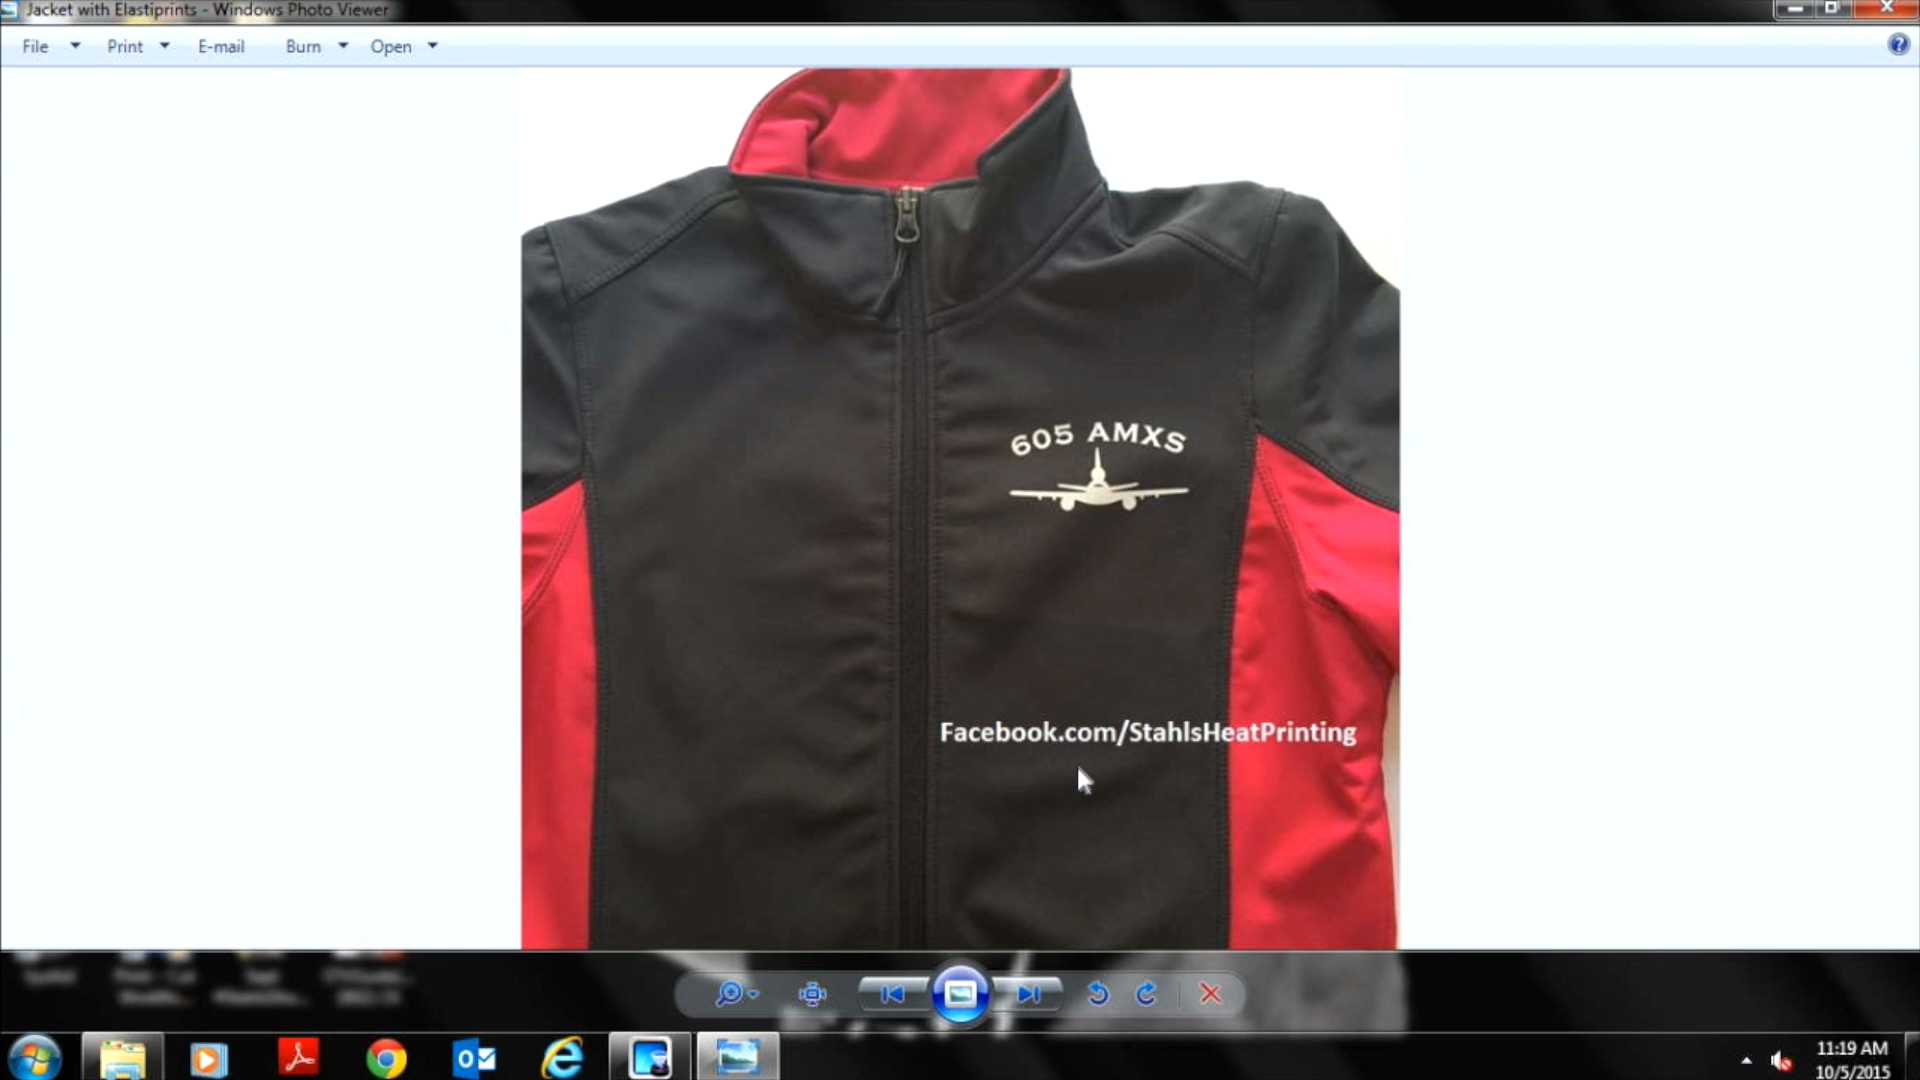 Jacket with Elastiprints - Windows Photo Viewer
File Print E-mail Burn Open
605 AMXS
Facebook.com/StahlsHeatPrinting
11:19 AM
10/5/2015